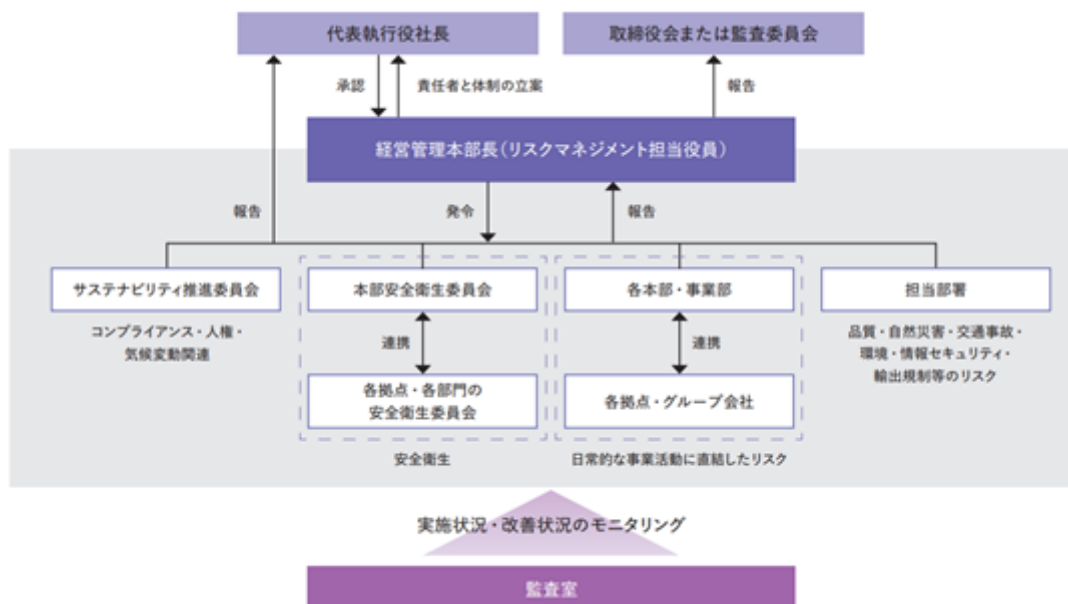 代表執行役社長
取締役会または監査委員会
承認
責任者と体制の立案
報告
経営管理本部長(リスクマネジメント担当役員)
報告
発令
報告
サステナビリティ推進委員会
本部安全衛生委員会
各本部・事業部
担当部署
コンプライアンス・人権・
気候変動関連
連携
連携
品質・自然災害・交通事故・
環境・情報セキュリティ・
輸出規制等のリスク
各拠点・各部門の
安全衛生委員会
各拠点・グループ会社
安全衛生
日常的な事業活動に直結したリスク
実施状況・改善状況のモニタリング
監査室